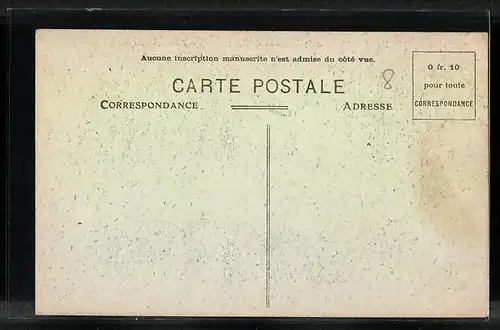 Aucune inscription manuscrite n'est admise du côté vue.
CARTE POSTALE
CORRESPONDANCE
ADRESSE
8
0 fr. 10
pour toute
CORRESPONDANCE